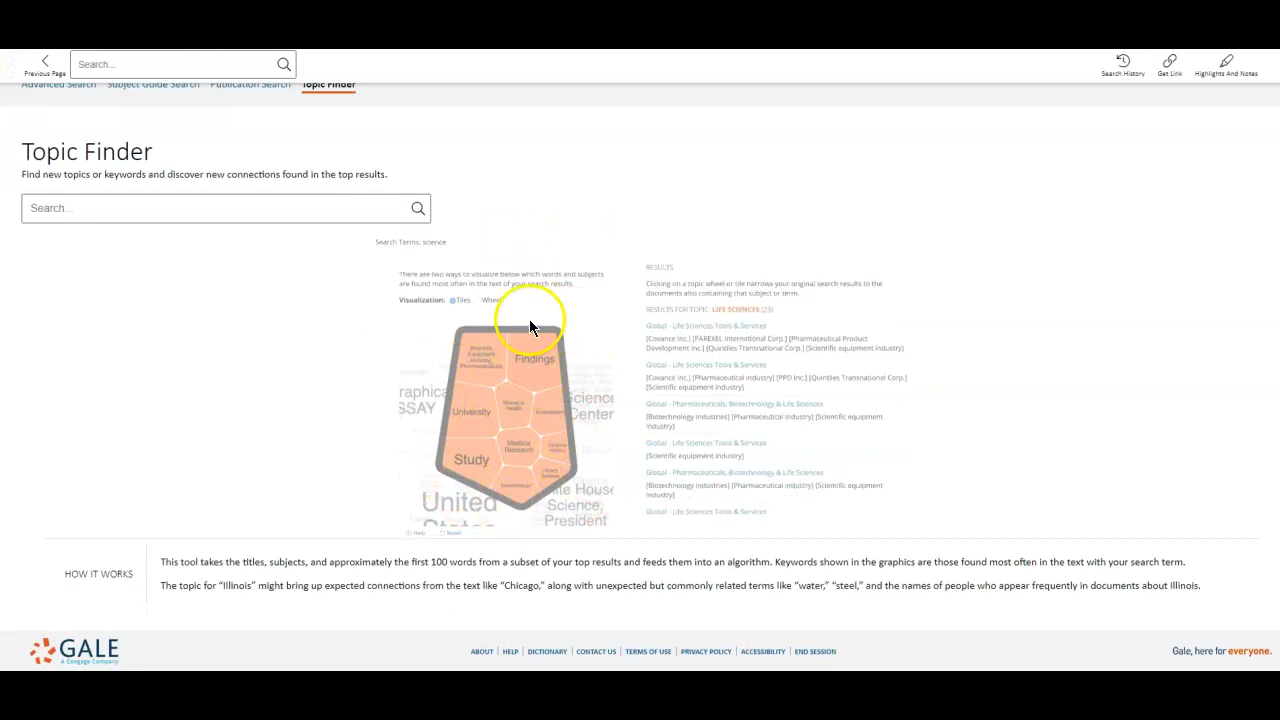 Previous Page
Search...
Search History
Get Link
Highlights And Notes
Advanced Search
Subject Guide Search
Publication Search
Topic Finder
Topic Finder
Find new topics or keywords and discover new connections found in the top results.
Search...
Search Terms: science
There are two ways to visualize below which words and subjects
are found most often in the text of your search results.
Visualization: Tiles
Findings
University
Women's Health
Study
Medical Research
Science Center
United States
White House Science, President
Help
Reset
RESULTS
Clicking on a topic wheel or tile narrows your original search results to the
documents also containing that subject or term.
RESULTS FOR TOPIC: LIFE SCIENCES (23)
Global - Life Sciences Tools & Services
[Covance Inc.] [PAREXEL International Corp.] [Pharmaceutical Product
Development Inc.] [Quintiles Transnational Corp.] [Scientific equipment industry]
Global - Life Sciences Tools & Services
[Covance Inc.] [Pharmaceutical industry] [PPD Inc.] [Quintiles Transnational Corp.]
[Scientific equipment industry]
Global - Pharmaceuticals, Biotechnology & Life Sciences
[Biotechnology industries] [Pharmaceutical industry] [Scientific equipment
industry]
Global - Life Sciences Tools & Services
[Scientific equipment industry]
Global - Pharmaceuticals, Biotechnology & Life Sciences
[Biotechnology industries] [Pharmaceutical industry] [Scientific equipment
industry]
Global - Life Sciences Tools & Services
HOW IT WORKS
This tool takes the titles, subjects, and approximately the first 100 words from a subset of your top results and feeds them into an algorithm. Keywords shown in the graphics are those found most often in the text with your search term.
The topic for "Illinois" might bring up expected connections from the text like "Chicago," along with unexpected but commonly related terms like "water," "steel," and the names of people who appear frequently in documents about Illinois.
GALE
A Cengage Company
ABOUT | HELP | DICTIONARY | CONTACT US | TERMS OF USE | PRIVACY POLICY | ACCESSIBILITY | END SESSION
Gale, here for everyone.